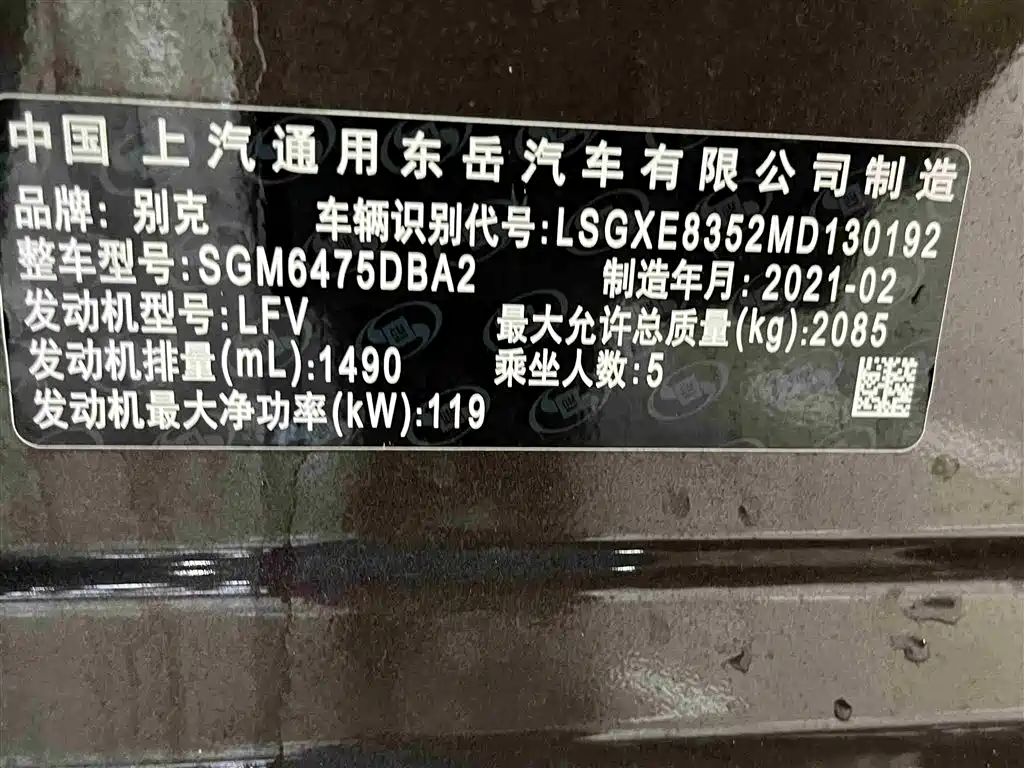 中国 上汽通用东岳汽车有限公司制造
品牌: 别克 车辆识别代号:LSGXE8352MD130192
整车型号:SGM6475DBA2 制造年月: 2021-02
发动机型号:LFV 最大允许总质量(kg):2085
发动机排量(mL):1490 乘坐人数:5
发动机最大净功率(kW):119